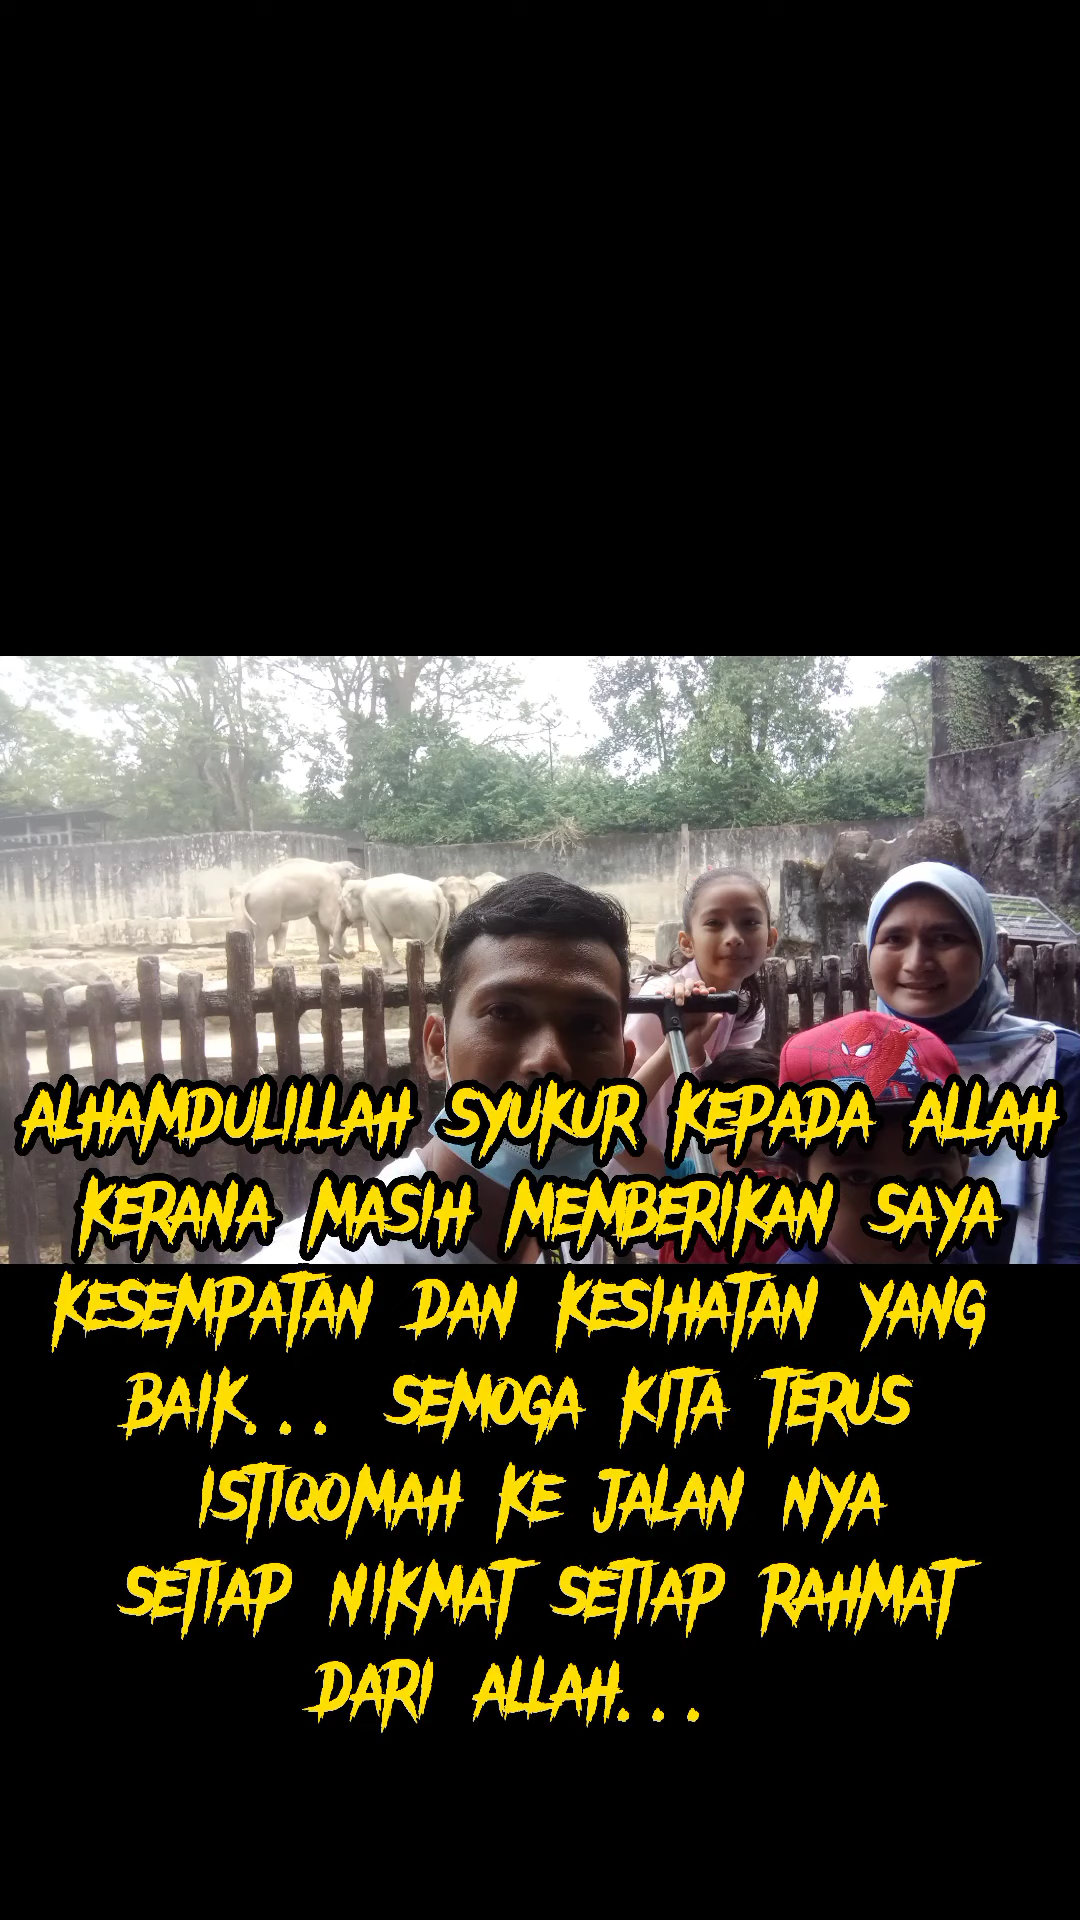 ALHAMDULILLAH SYUKUR KEPADA ALLAH
KERANA MASIH MEMBERIKAN SAYA
KESEMPATAN DAN KESIHATAN YANG
BAIK... SEMOGA KITA TERUS
ISTIQOMAH KE JALAN NYA
SETIAP NIKMAT SETIAP RAHMAT
DARI ALLAH...